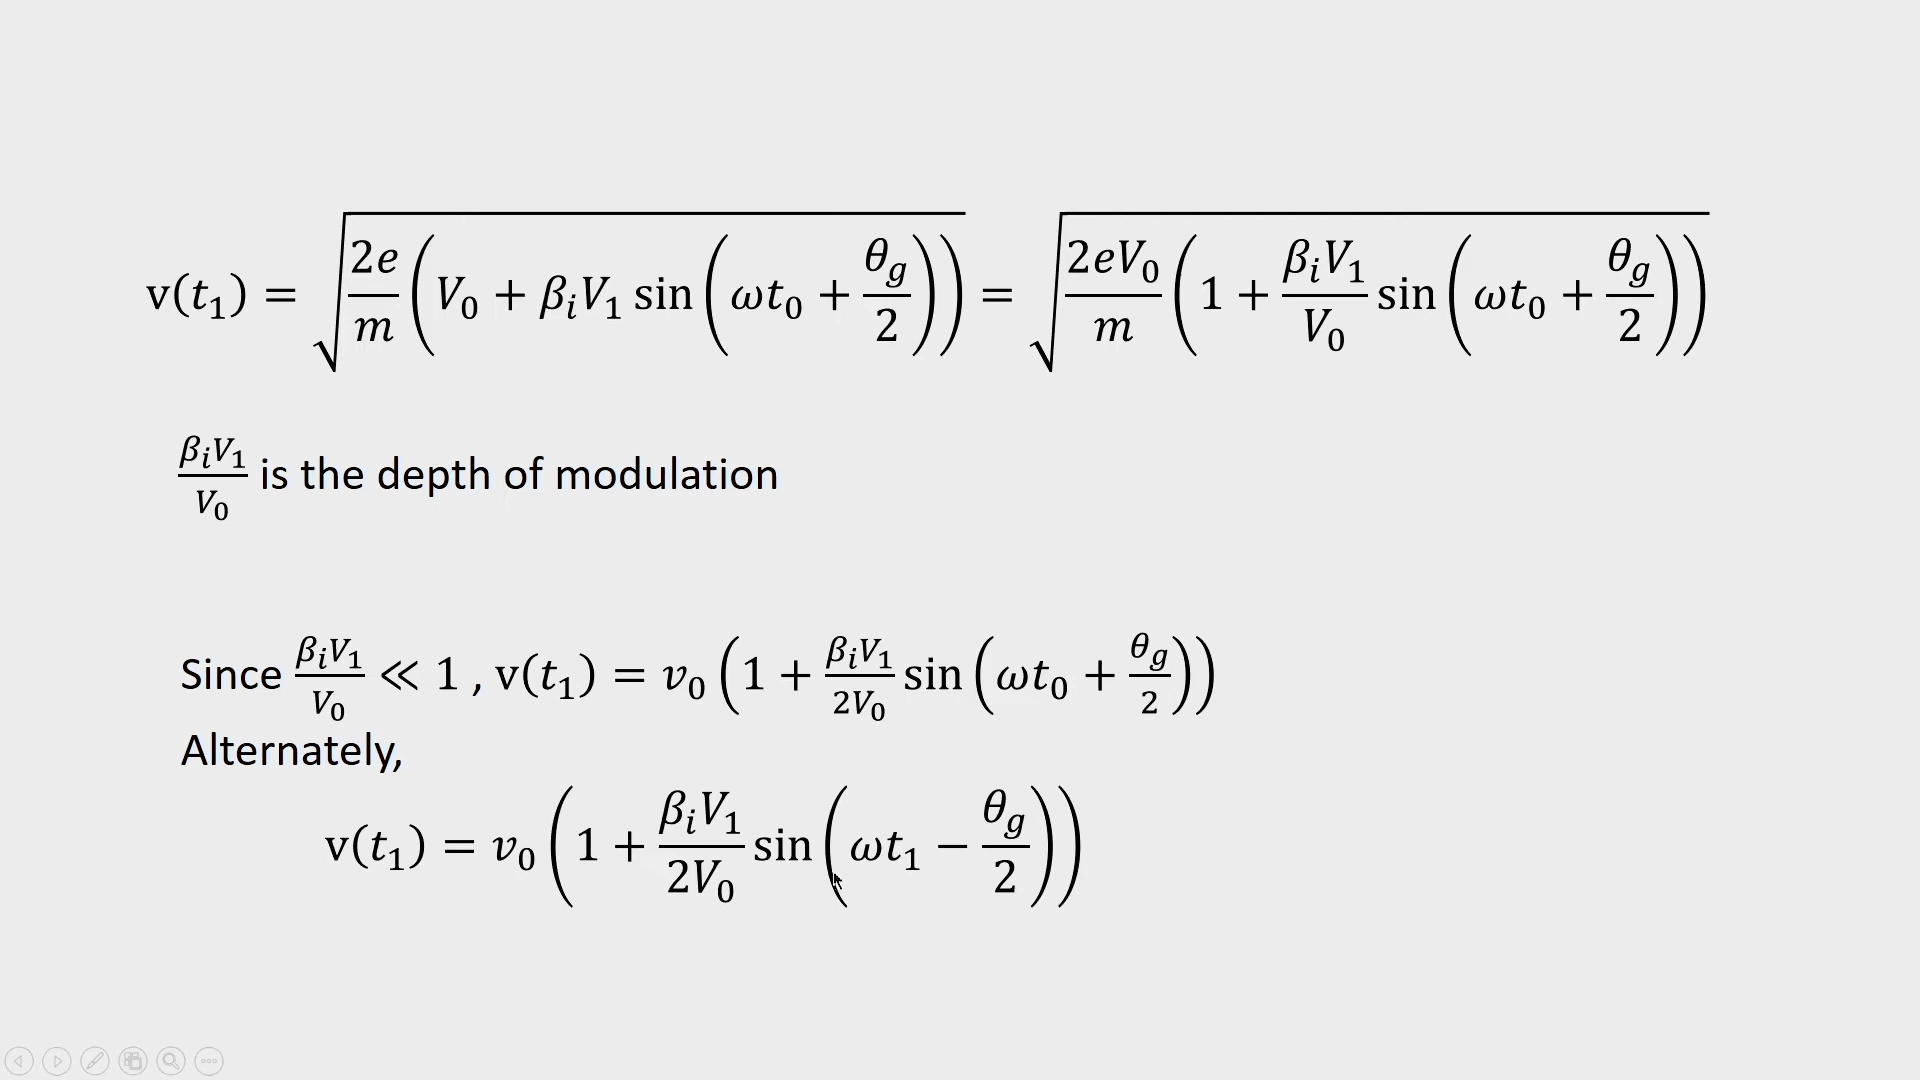 v(t₁) = √(2e/m (V₀ + βᵢV₁ sin(ωt₀ + θ_g/2))) = √(2eV₀/m (1 + βᵢV₁/V₀ sin(ωt₀ + θ_g/2)))
βᵢV₁/V₀ is the depth of modulation
Since βᵢV₁/V₀ ≪ 1 , v(t₁) = v₀ (1 + βᵢV₁/2V₀ sin(ωt₀ + θ_g/2))
Alternately,
v(t₁) = v₀ (1 + βᵢV₁/2V₀ sin(ωt₁ − θ_g/2))